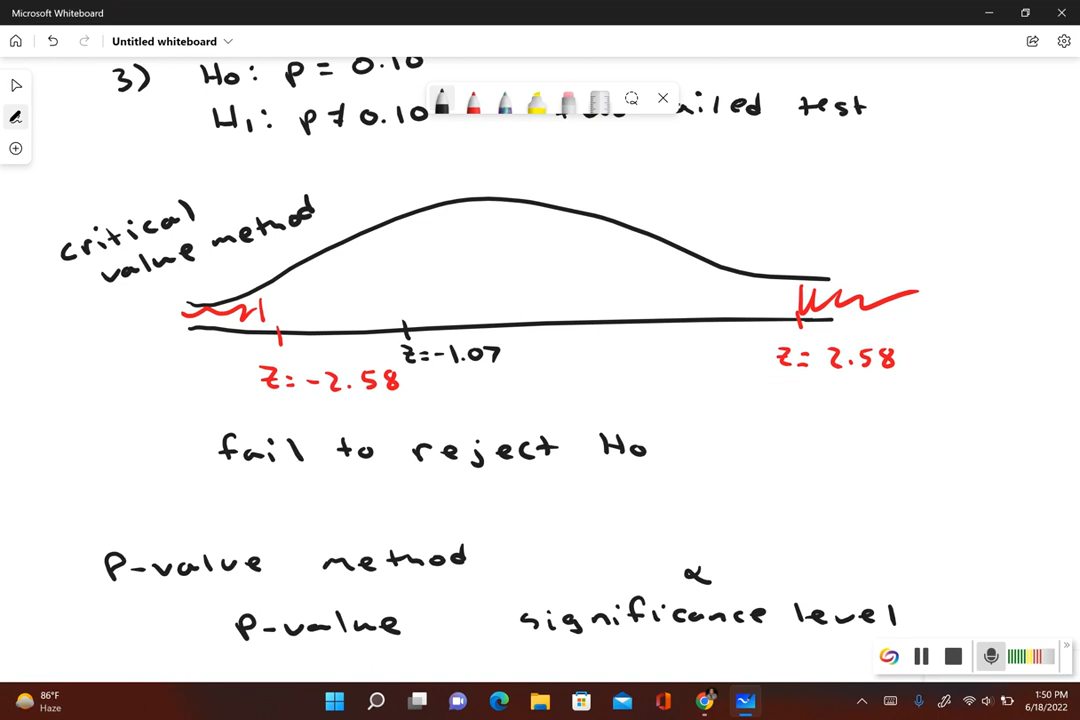 Microsoft Whiteboard
Untitled whiteboard
3) Ho: p = 0.10
H1: p ≠ 0.10 tailed test
critical
value method
z=-1.07
z=-2.58
z=2.58
fail to reject Ho
P-value method
α
p-value significance level
86°F
Haze
1:50 PM
6/18/2022